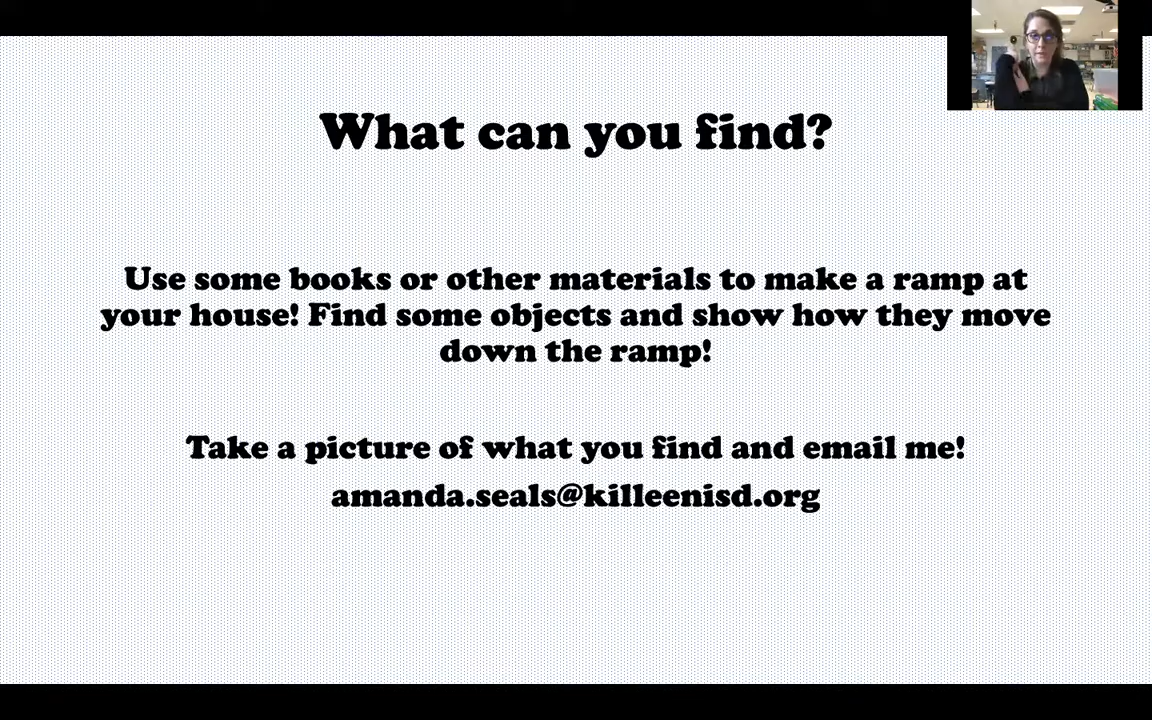 What can you find?
Use some books or other materials to make a ramp at
your house! Find some objects and show how they move
down the ramp!
Take a picture of what you find and email me!
amanda.seals@killeenisd.org